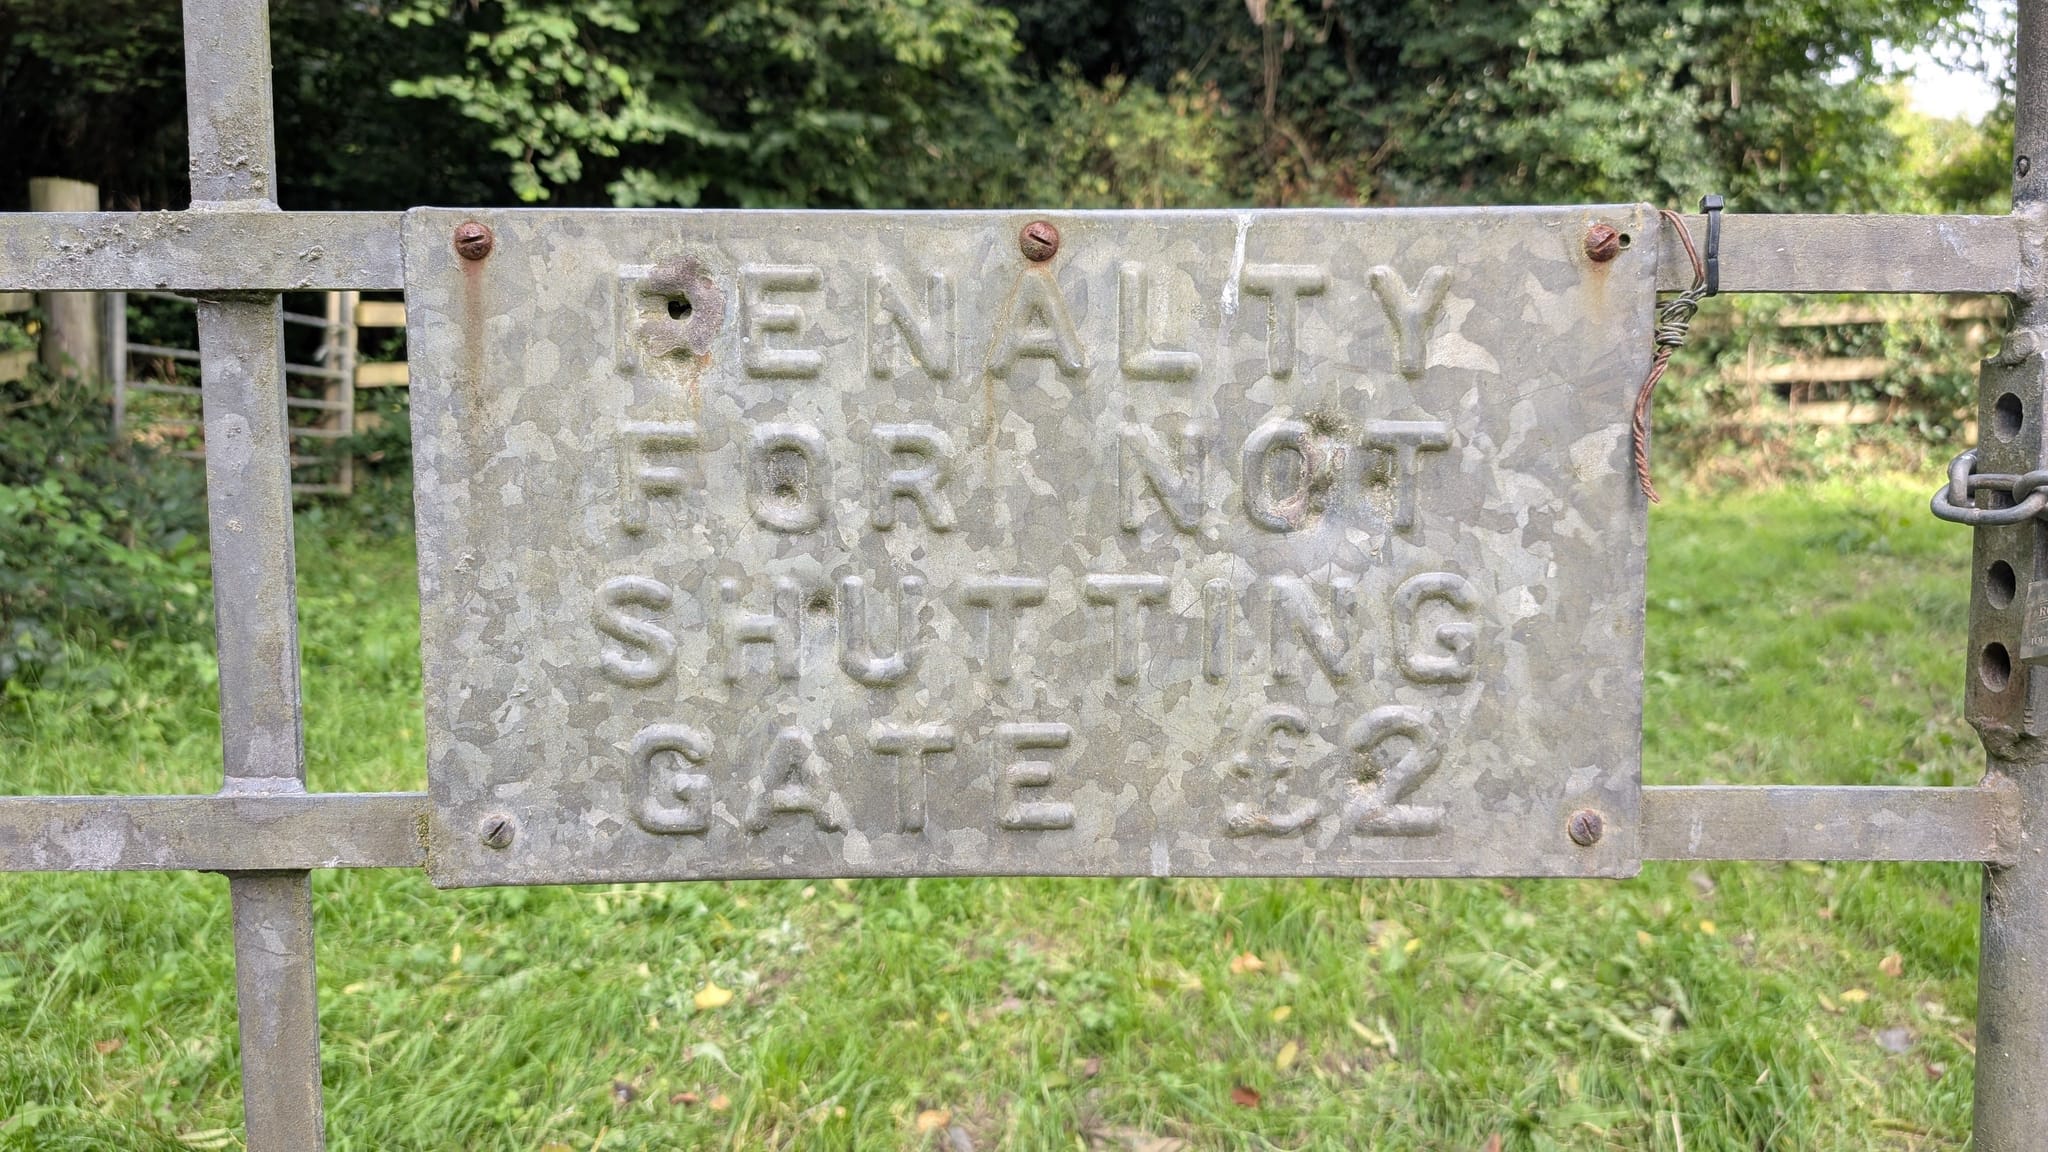 PENALTY
FOR NOT
SHUTTING
GATE £2